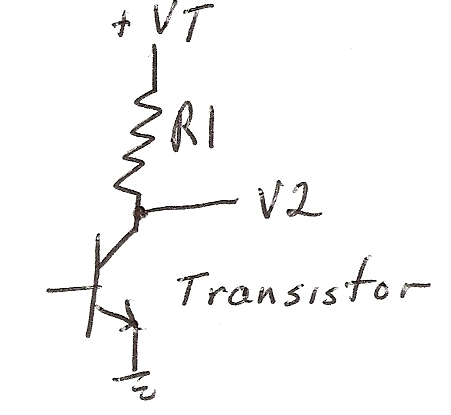 + VT
R1
V2
Transistor